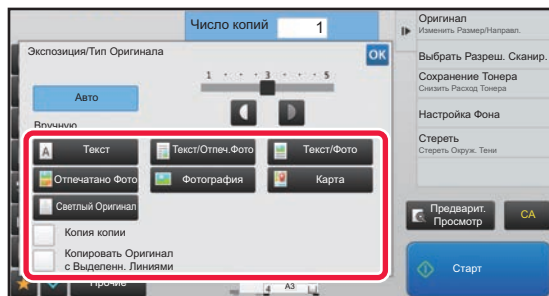 Число копий 1
Экспозиция/Тип Оригинала
OK
1 3 5
Авто
Вручную
A Текст
Текст/Отпеч.Фото
Текст/Фото
Отпечатано Фото
Фотография
Карта
Светлый Оригинал
Копия копии
Копировать Оригинал
с Выделенн. Линиями
Прочие
4 A3
Оригинал
Изменить Размер/Направл.
Выбрать Разреш. Сканир.
Сохранение Тонера
Снизить Расход Тонера
Настройка Фона
Стереть
Стереть Окруж. Тени
Предварит.
Просмотр
CA
Старт